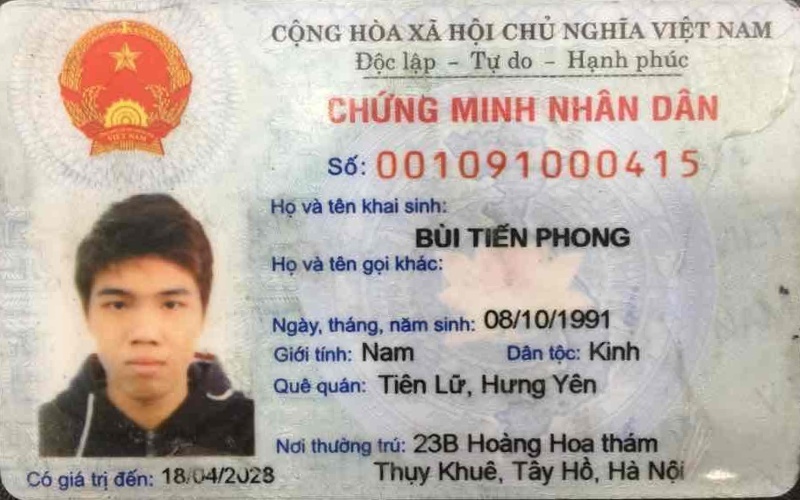 CỘNG HÒA XÃ HỘI CHỦ NGHĨA VIỆT NAM
Độc lập - Tự do - Hạnh phúc
CHỨNG MINH NHÂN DÂN
Số: 001091000415
Họ và tên khai sinh:
BÙI TIẾN PHONG
Họ và tên gọi khác:
Ngày, tháng, năm sinh: 08/10/1991
Giới tính: Nam Dân tộc: Kinh
Quê quán: Tiên Lữ, Hưng Yên
Nơi thường trú: 23B Hoàng Hoa thám
Thụy Khuê, Tây Hồ, Hà Nội
Có giá trị đến: 18/04/2028
VIỆT NAM